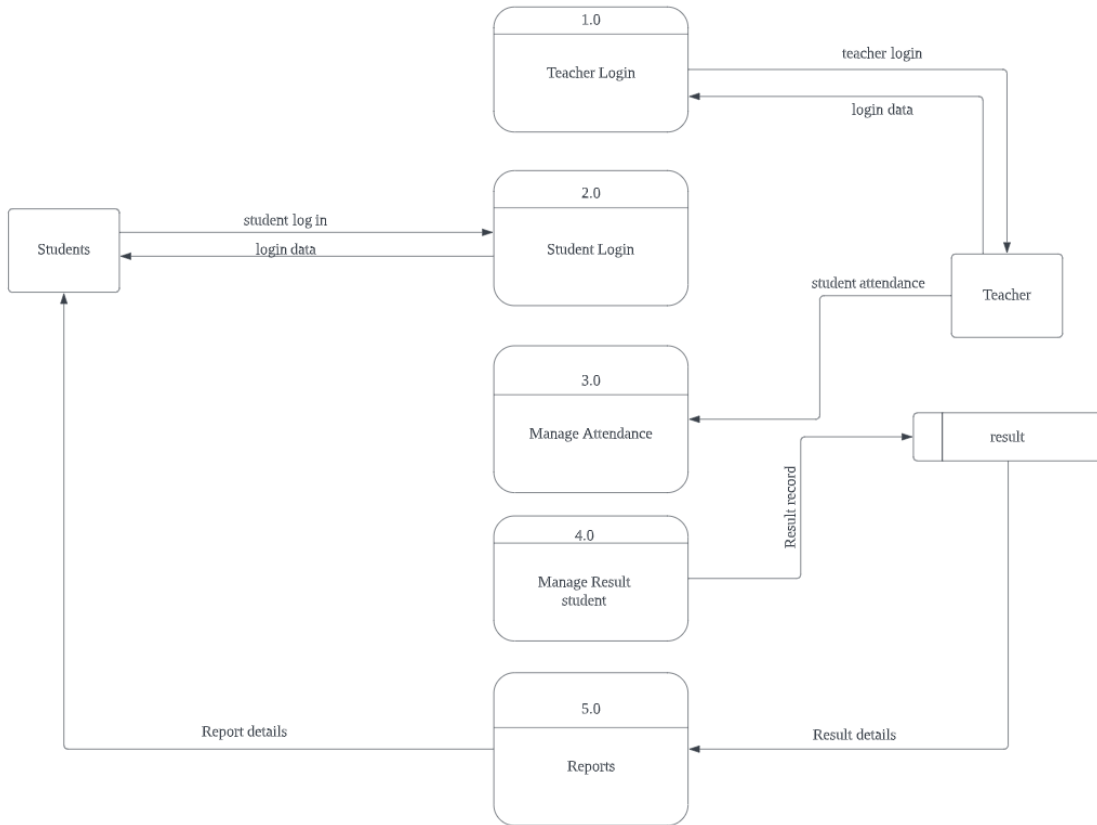 1.0
Teacher Login
teacher login
login data
2.0
Student Login
Students
student log in
login data
student attendance
Teacher
3.0
Manage Attendance
result
Result record
4.0
Manage Result
student
5.0
Reports
Report details
Result details